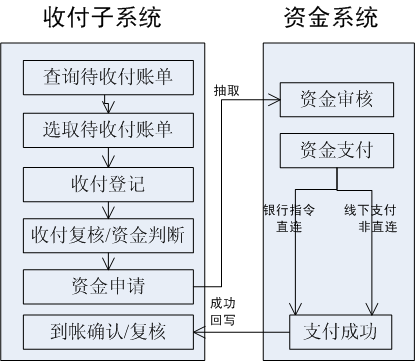 收付子系统
资金系统
查询待收付账单
选取待收付账单
收付登记
收付复核/资金判断
资金申请
到帐确认/复核
抽取
资金审核
资金支付
银行指令
直连
线下支付
非直连
成功
回写
支付成功